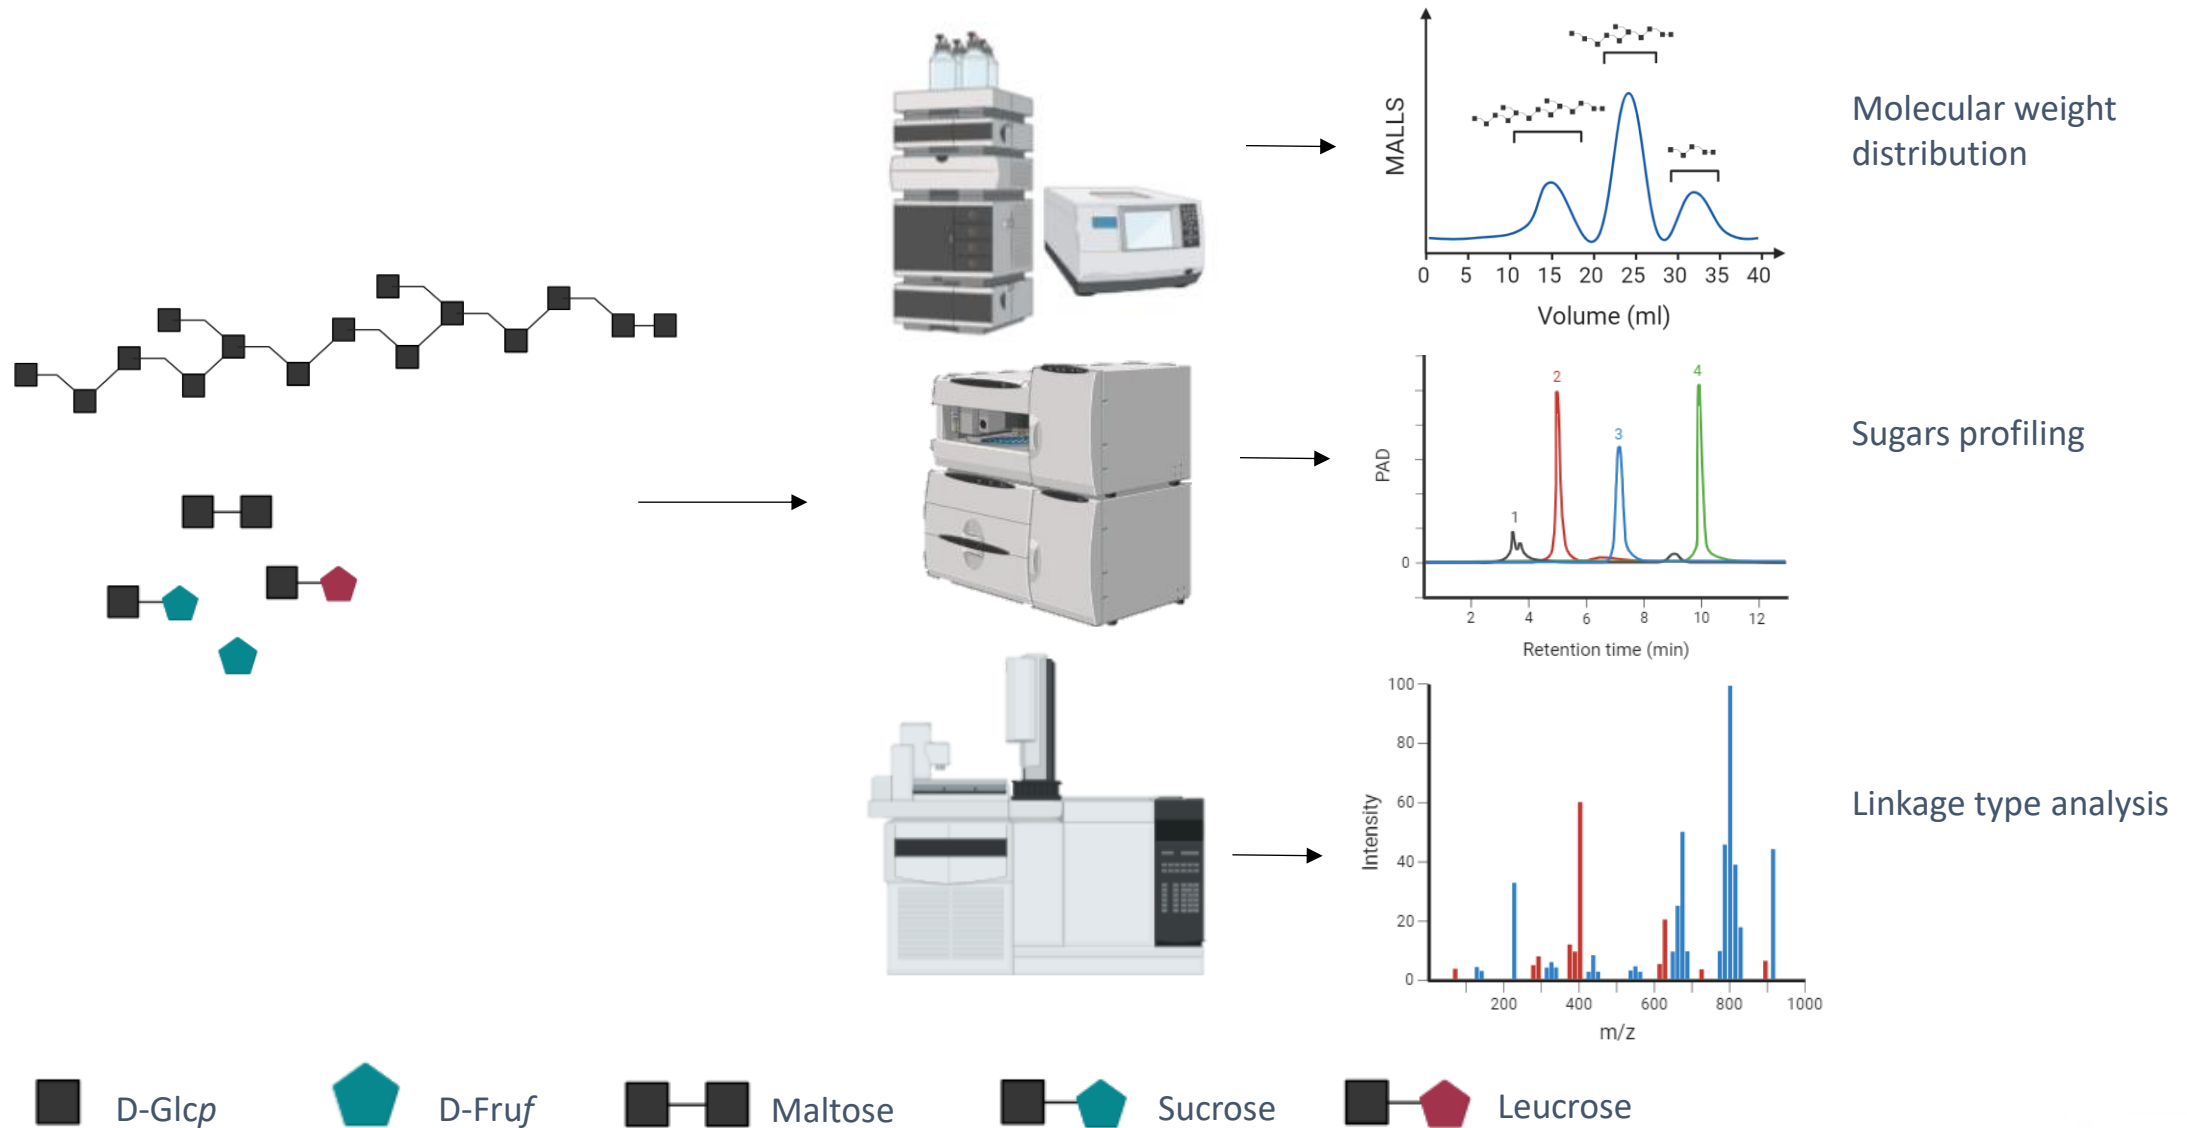 MALLS
0 5 10 15 20 25 30 35 40
Volume (ml)
Molecular weight
distribution
PAD
0
1
2
3
4
2 4 6 8 10 12
Retention time (min)
Sugars profiling
Intensity
100
80
60
40
20
0
200 400 600 800 1000
m/z
Linkage type analysis
D-Glcp
D-Fruf
Maltose
Sucrose
Leucrose